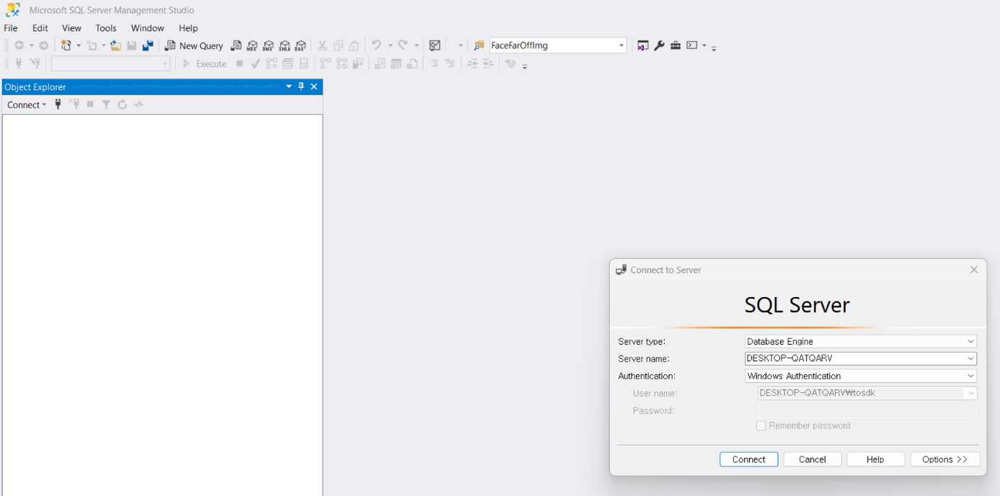 Microsoft SQL Server Management Studio
File Edit View Tools Window Help
New Query MDX DMX XMLA DAX FaceFarOffImg
Execute
Object Explorer
Connect
Connect to Server
SQL Server
Server type: Database Engine
Server name: DESKTOP-QATQARV
Authentication: Windows Authentication
User name: DESKTOP-QATQARV₩tosdk
Password:
Remember password
Connect Cancel Help Options >>